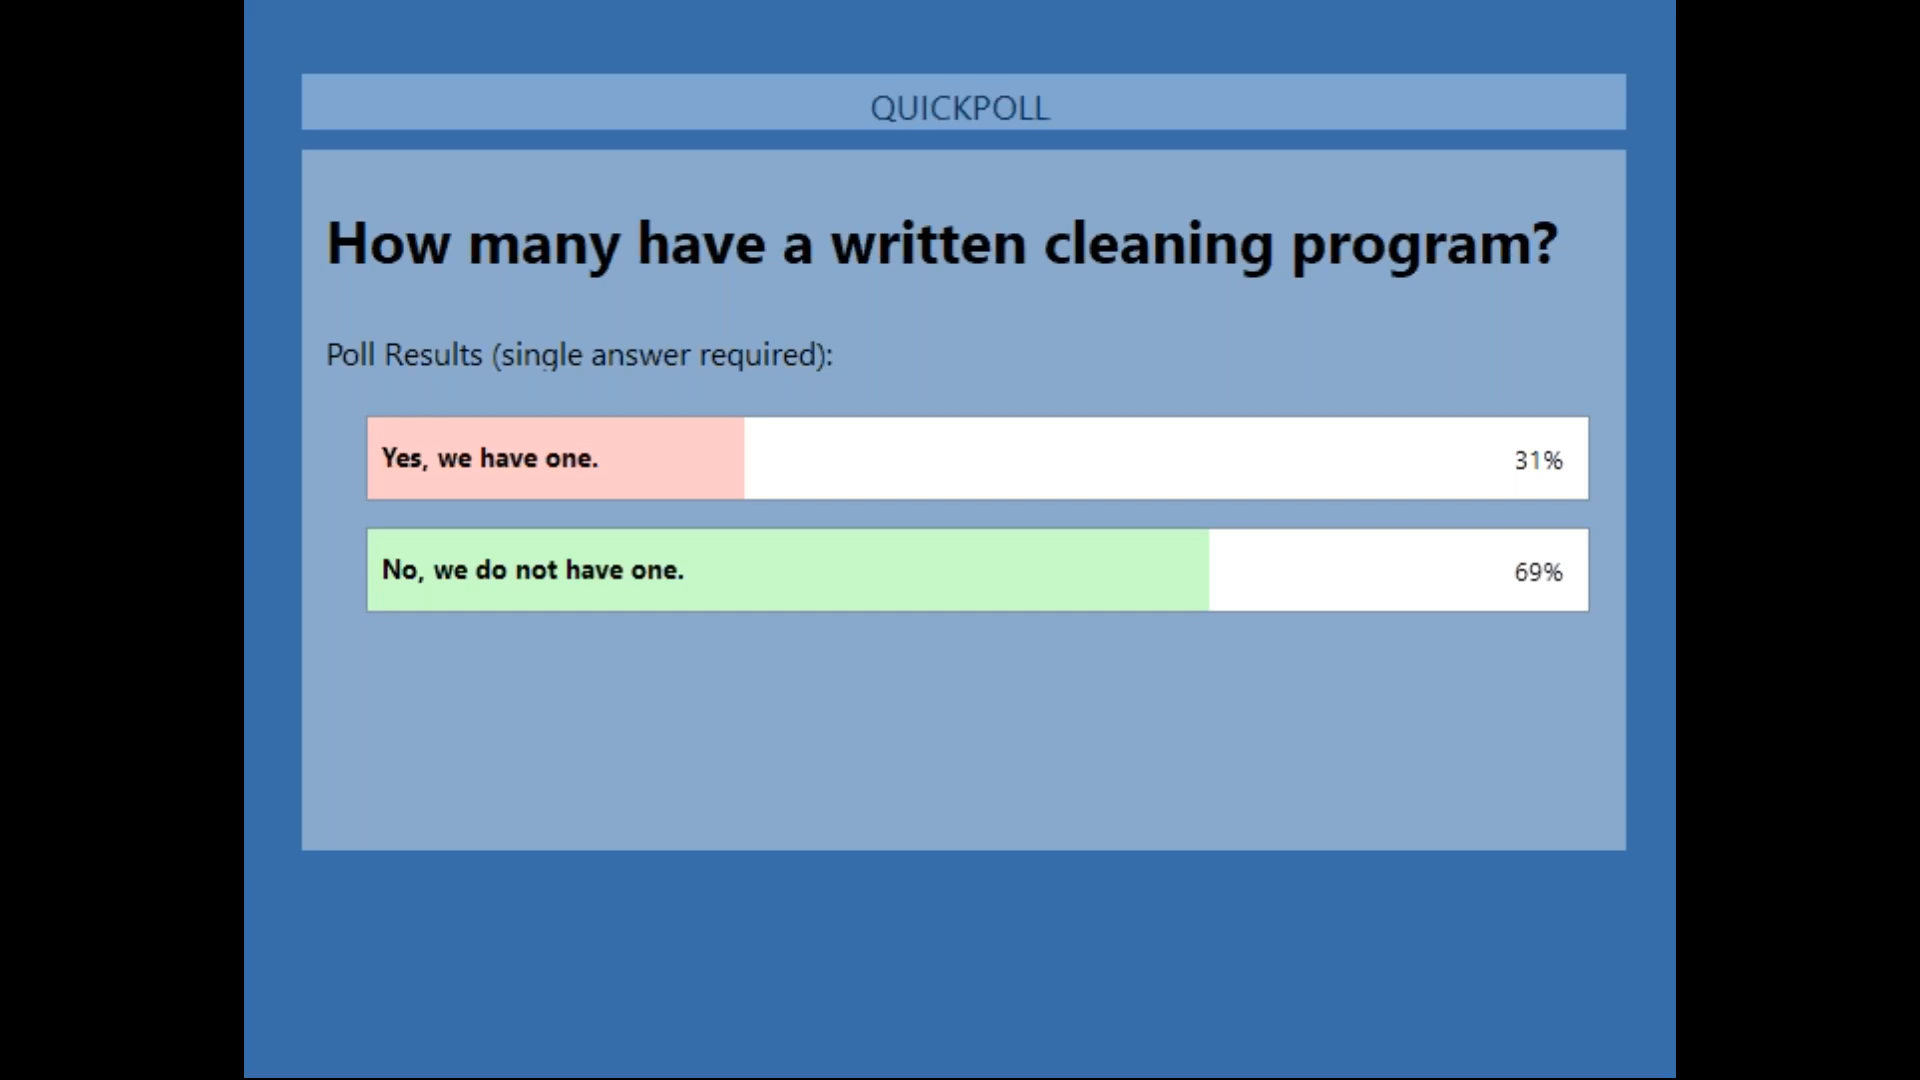 QUICKPOLL
How many have a written cleaning program?
Poll Results (single answer required):
Yes, we have one.
31%
No, we do not have one.
69%